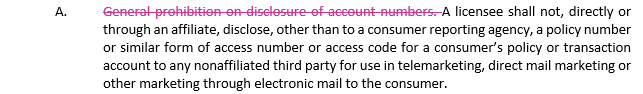 A. General prohibition on disclosure of account numbers. A licensee shall not, directly or
through an affiliate, disclose, other than to a consumer reporting agency, a policy number
or similar form of access number or access code for a consumer’s policy or transaction
account to any nonaffiliated third party for use in telemarketing, direct mail marketing or
other marketing through electronic mail to the consumer.